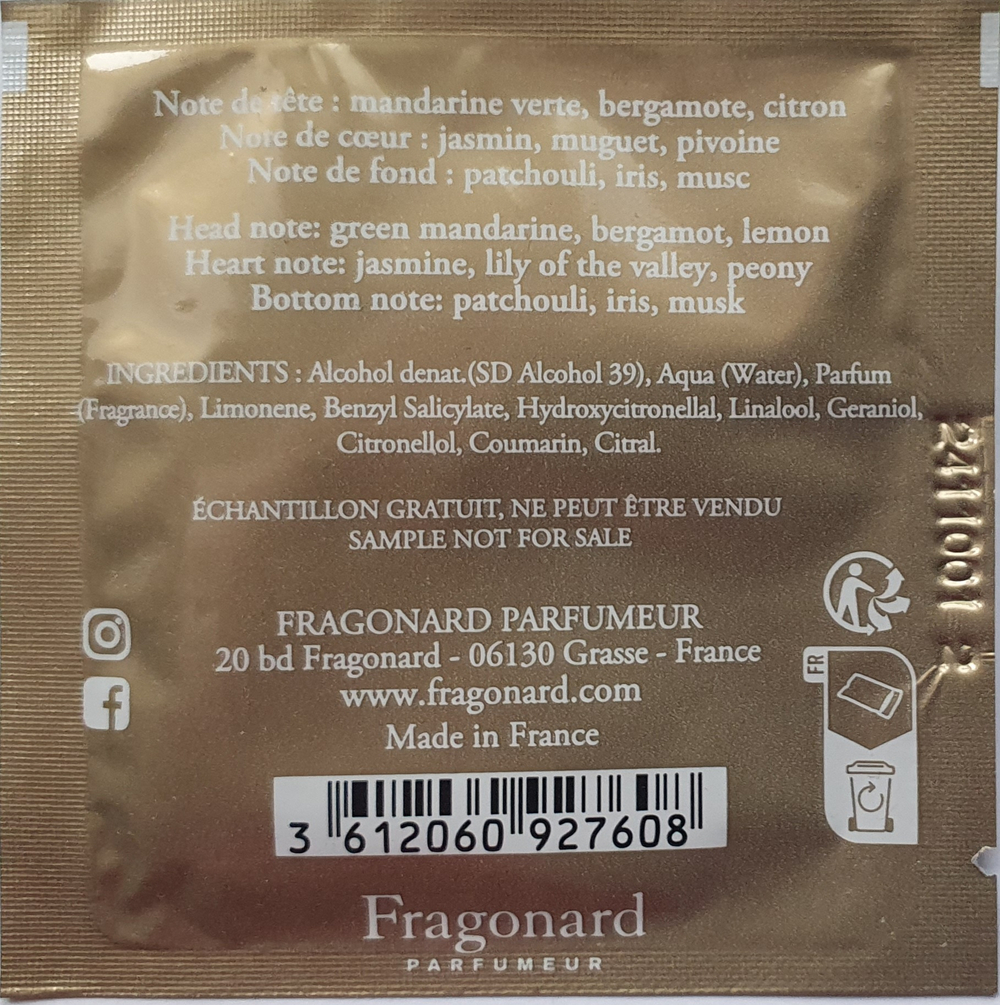 Note de tête : mandarine verte, bergamote, citron
Note de cœur : jasmin, muguet, pivoine
Note de fond : patchouli, iris, musc
Head note: green mandarine, bergamot, lemon
Heart note: jasmine, lily of the valley, peony
Bottom note: patchouli, iris, musk
INGREDIENTS : Alcohol denat.(SD Alcohol 39), Aqua (Water), Parfum
(Fragrance), Limonene, Benzyl Salicylate, Hydroxycitronellal, Linalool, Geraniol,
Citronellol, Coumarin, Citral.
ÉCHANTILLON GRATUIT, NE PEUT ÊTRE VENDU
SAMPLE NOT FOR SALE
FRAGONARD PARFUMEUR
20 bd Fragonard - 06130 Grasse - France
www.fragonard.com
Made in France
3 612060 927608
Fragonard
PARFUMEUR
FR
2411001 2